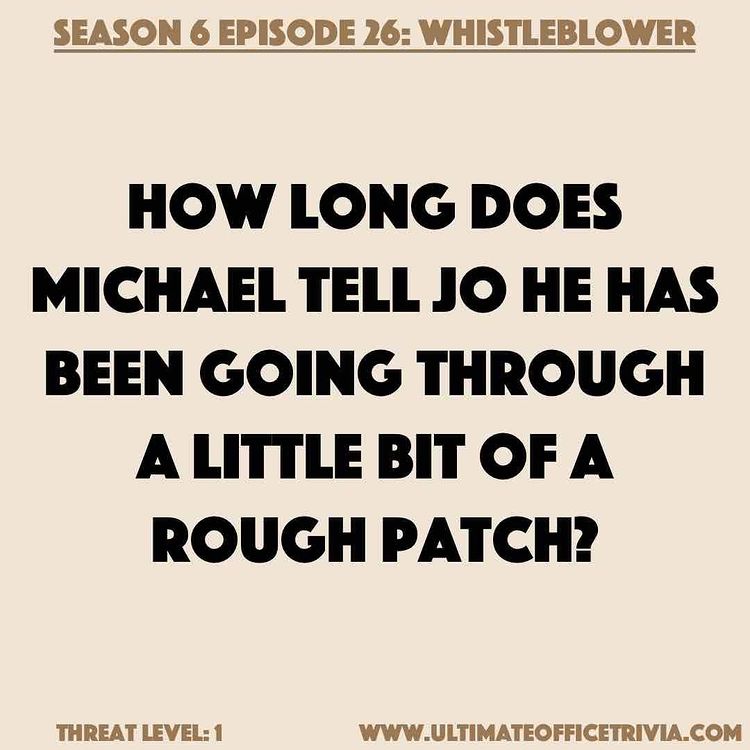 SEASON 6 EPISODE 26: WHISTLEBLOWER
HOW LONG DOES
MICHAEL TELL JO HE HAS
BEEN GOING THROUGH
A LITTLE BIT OF A
ROUGH PATCH?
THREAT LEVEL: 1
WWW.ULTIMATEOFFICETRIVIA.COM